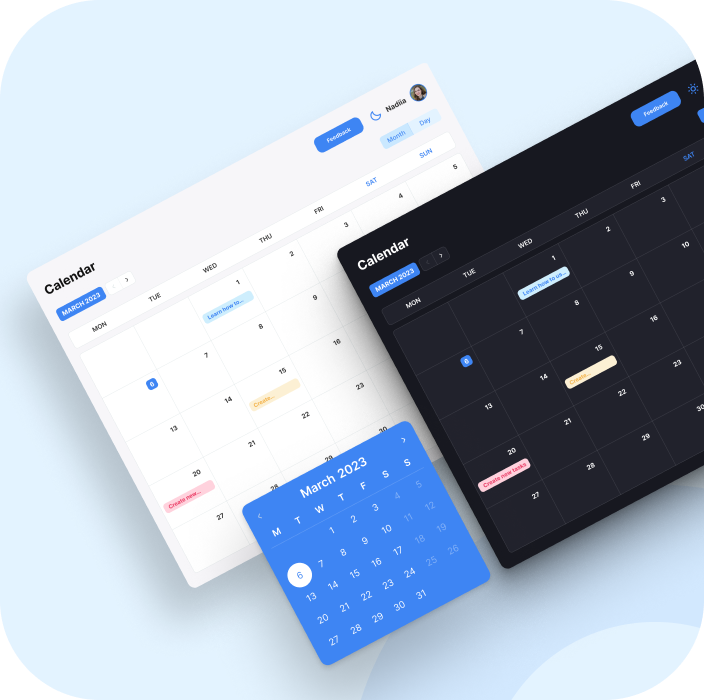 Feedback
Nadiia
Month Day
Calendar
MARCH 2023
MON TUE WED THU FRI SAT SUN
1 2 3 4 5
Learn how to...
6 7 8 9
13 14 15 16
Create...
20 21 22 23
Create new...
27 28 29 30
Feedback
Calendar
MARCH 2023
MON TUE WED THU FRI SAT
1 2 3
Learn how to us...
6 7 8 9 10
13 14 15 16
Create...
20 21 22 23
Create new tasks
27 28 29 30
March 2023
M T W T F S S
1 2 3 4 5
6 7 8 9 10 11 12
13 14 15 16 17 18 19
20 21 22 23 24 25 26
27 28 29 30 31